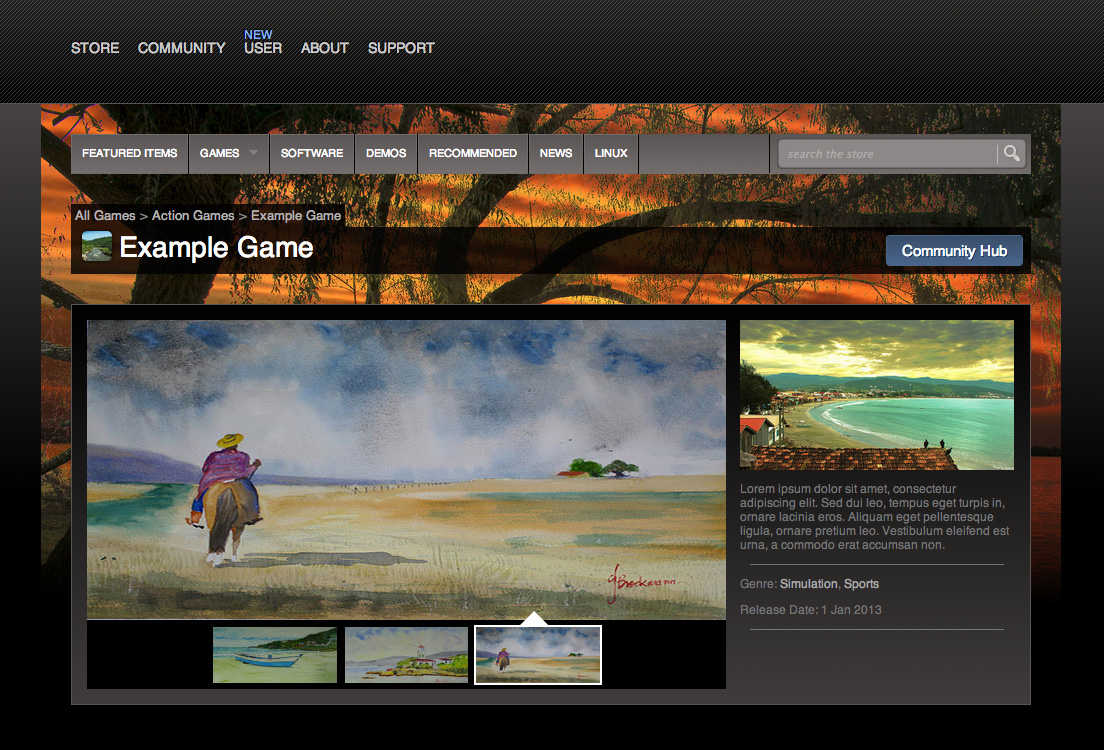 NEW
STORE COMMUNITY USER ABOUT SUPPORT
FEATURED ITEMS GAMES SOFTWARE DEMOS RECOMMENDED NEWS LINUX search the store
All Games > Action Games > Example Game
Example Game Community Hub
Lorem ipsum dolor sit amet, consectetur
adipiscing elit. Sed dui leo, tempus eget turpis in,
ornare lacinia eros. Aliquam eget pellentesque
ligula, ornare pretium leo. Vestibulum eleifend est
urna, a commodo erat accumsan non.
Genre: Simulation, Sports
Release Date: 1 Jan 2013